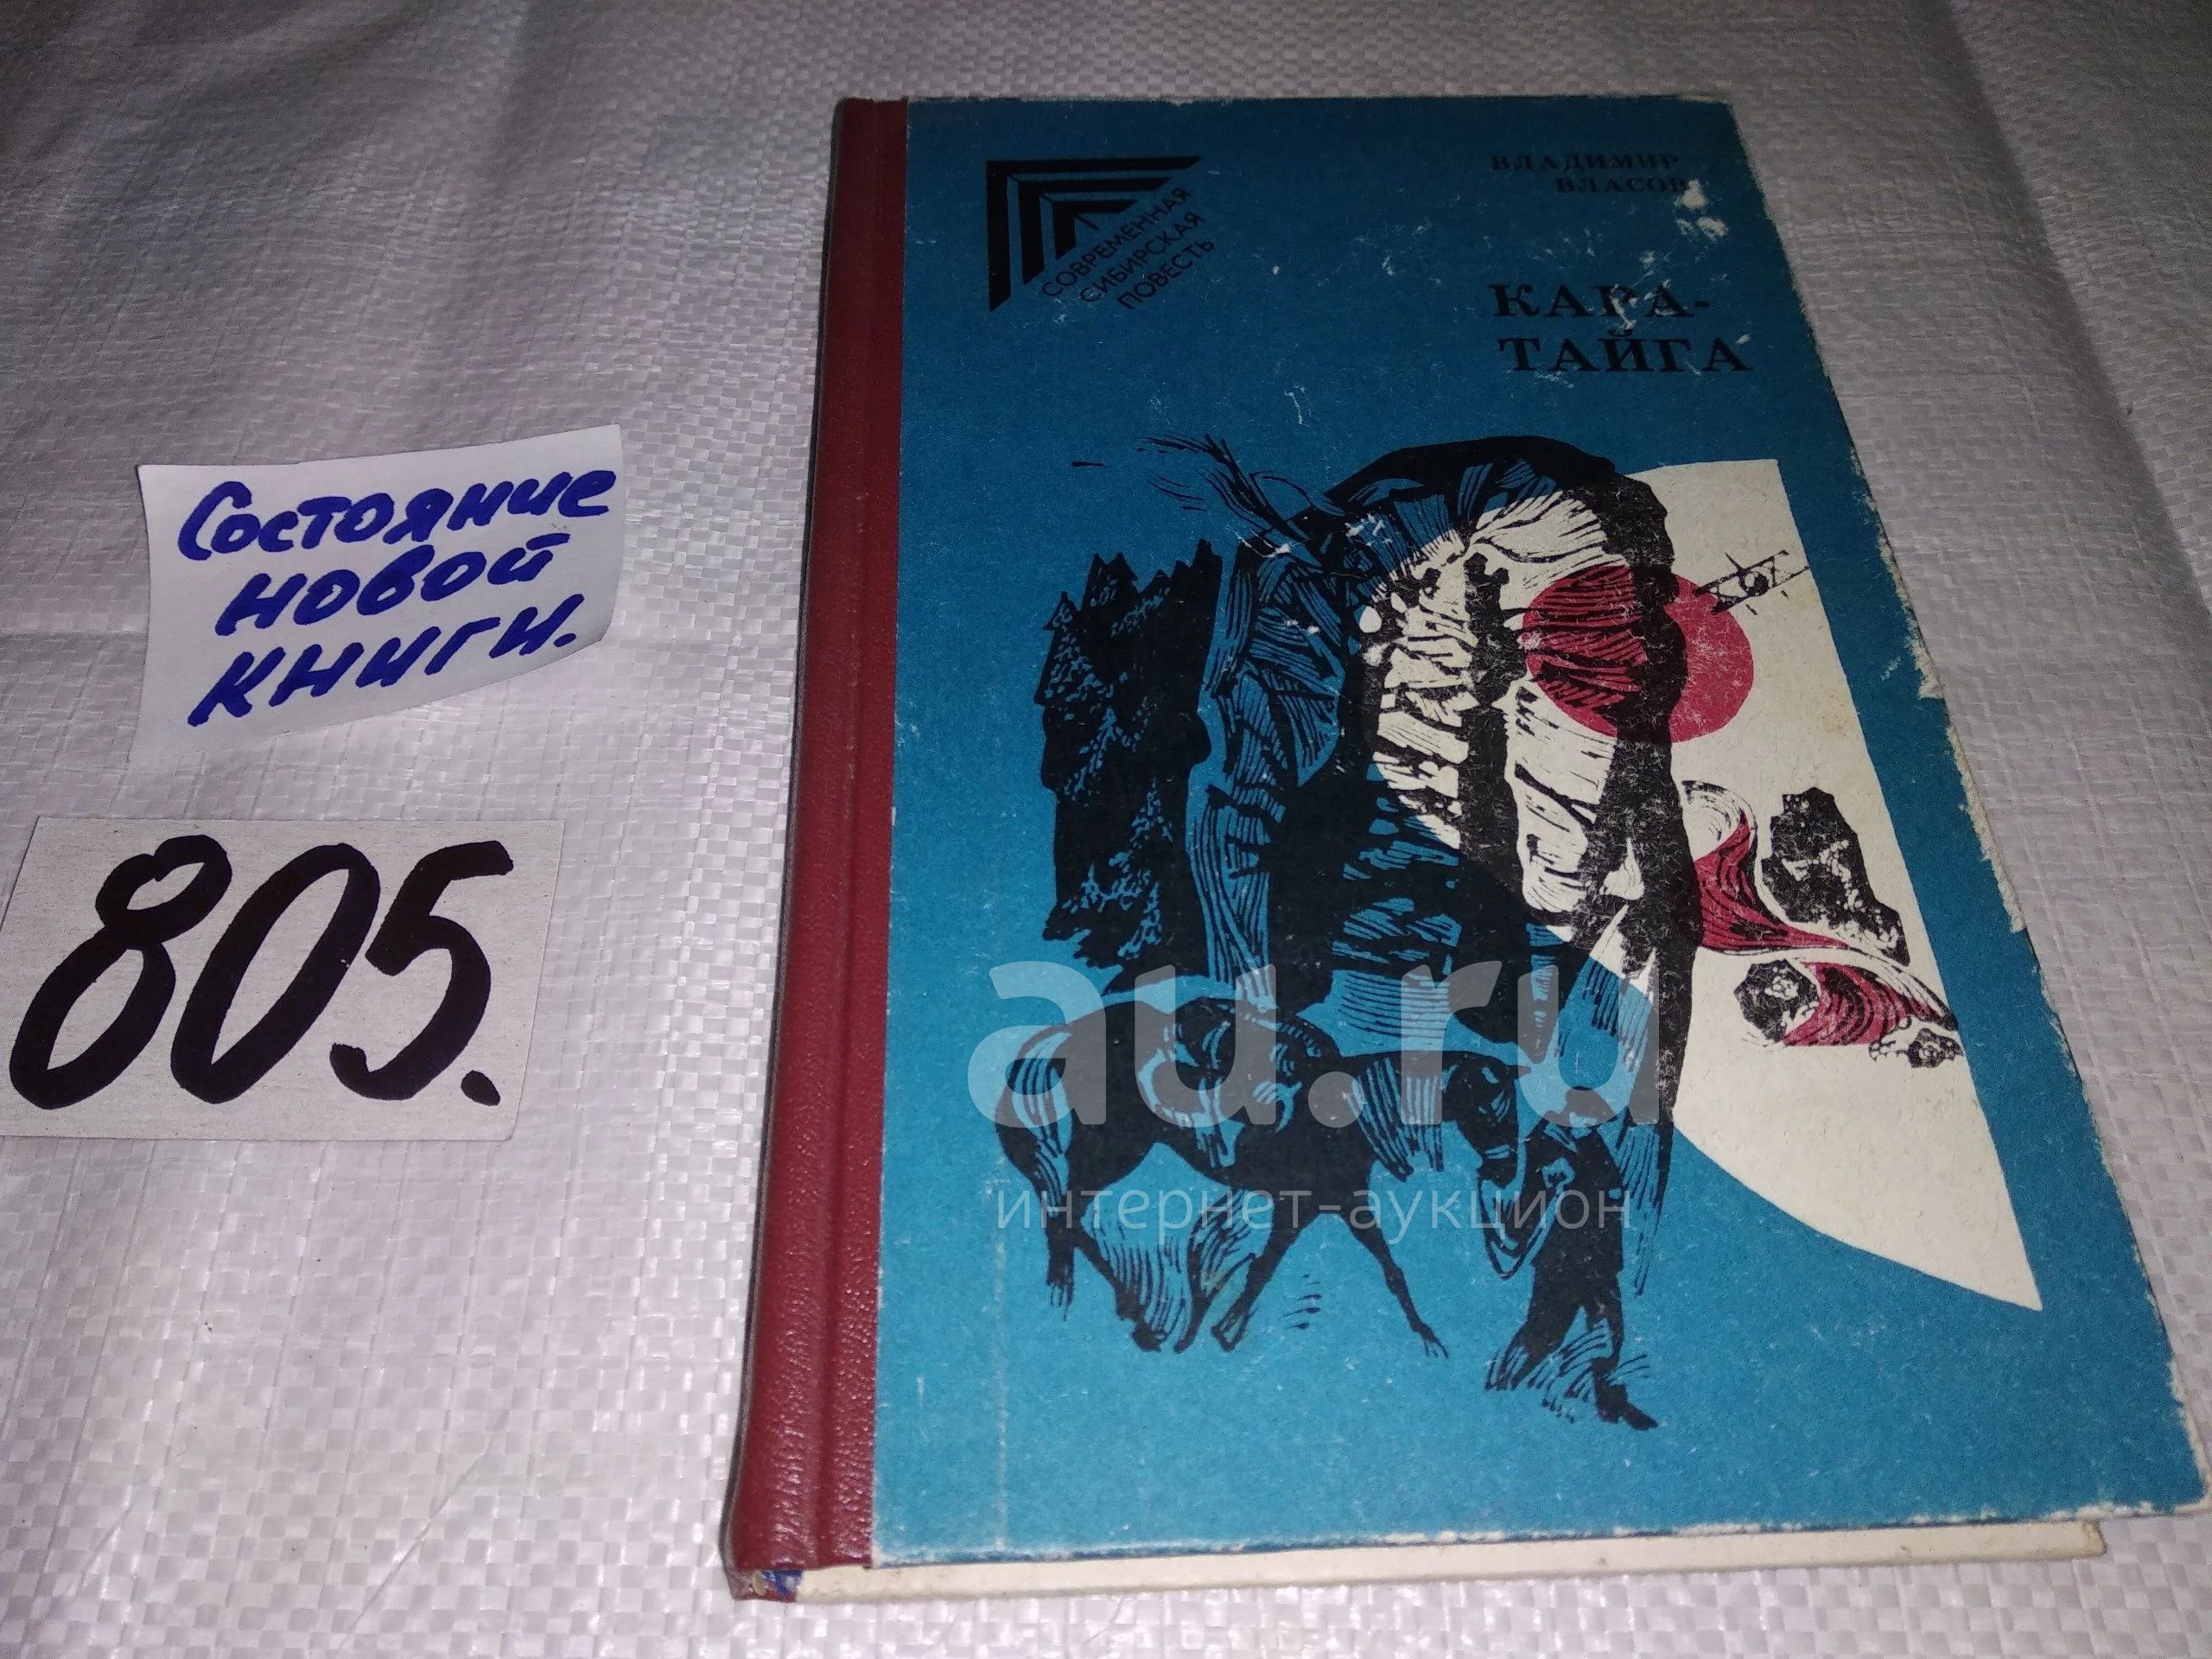 Состояние
новой
книги.
805.
СОВРЕМЕННАЯ
СИБИРСКАЯ
ПОВЕСТЬ
ВЛАДИМИР
ВЛАСОВ
КАРА-
ТАЙГА
au.ru
интернет-аукцион